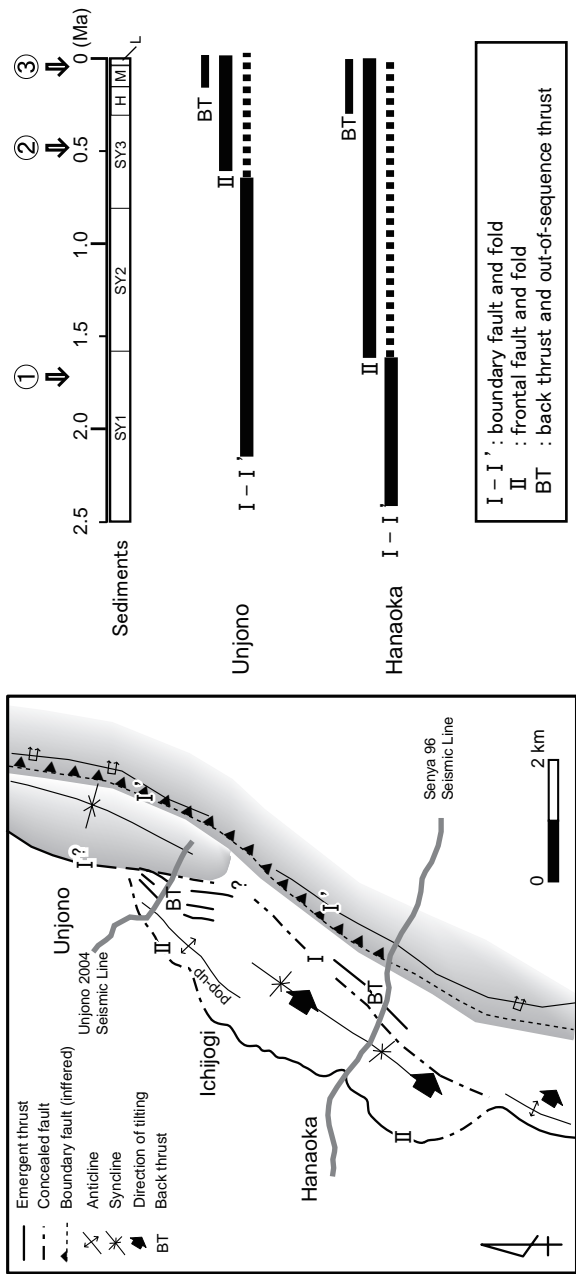 Emergent thrust
Concealed fault
Boundary fault (inffered)
Anticline
Syncline
Direction of tilting
BT Back thrust
Unjono
Unjono 2004
Seismic Line
Ichijogi
Hanaoka
Senya 96
Seismic Line
I ?
I'
BT
II
dn-dod
?
I
I'
BT
II
0 2 km
① ② ③
2.5 2.0 1.5 1.0 0.5 0 (Ma)
Sediments
SY1 SY2 SY3 H M L
Unjono
I – I'
II
BT
Hanaoka
I – I'
II
BT
I – I' : boundary fault and fold
II : frontal fault and fold
BT : back thrust and out-of-sequence thrust